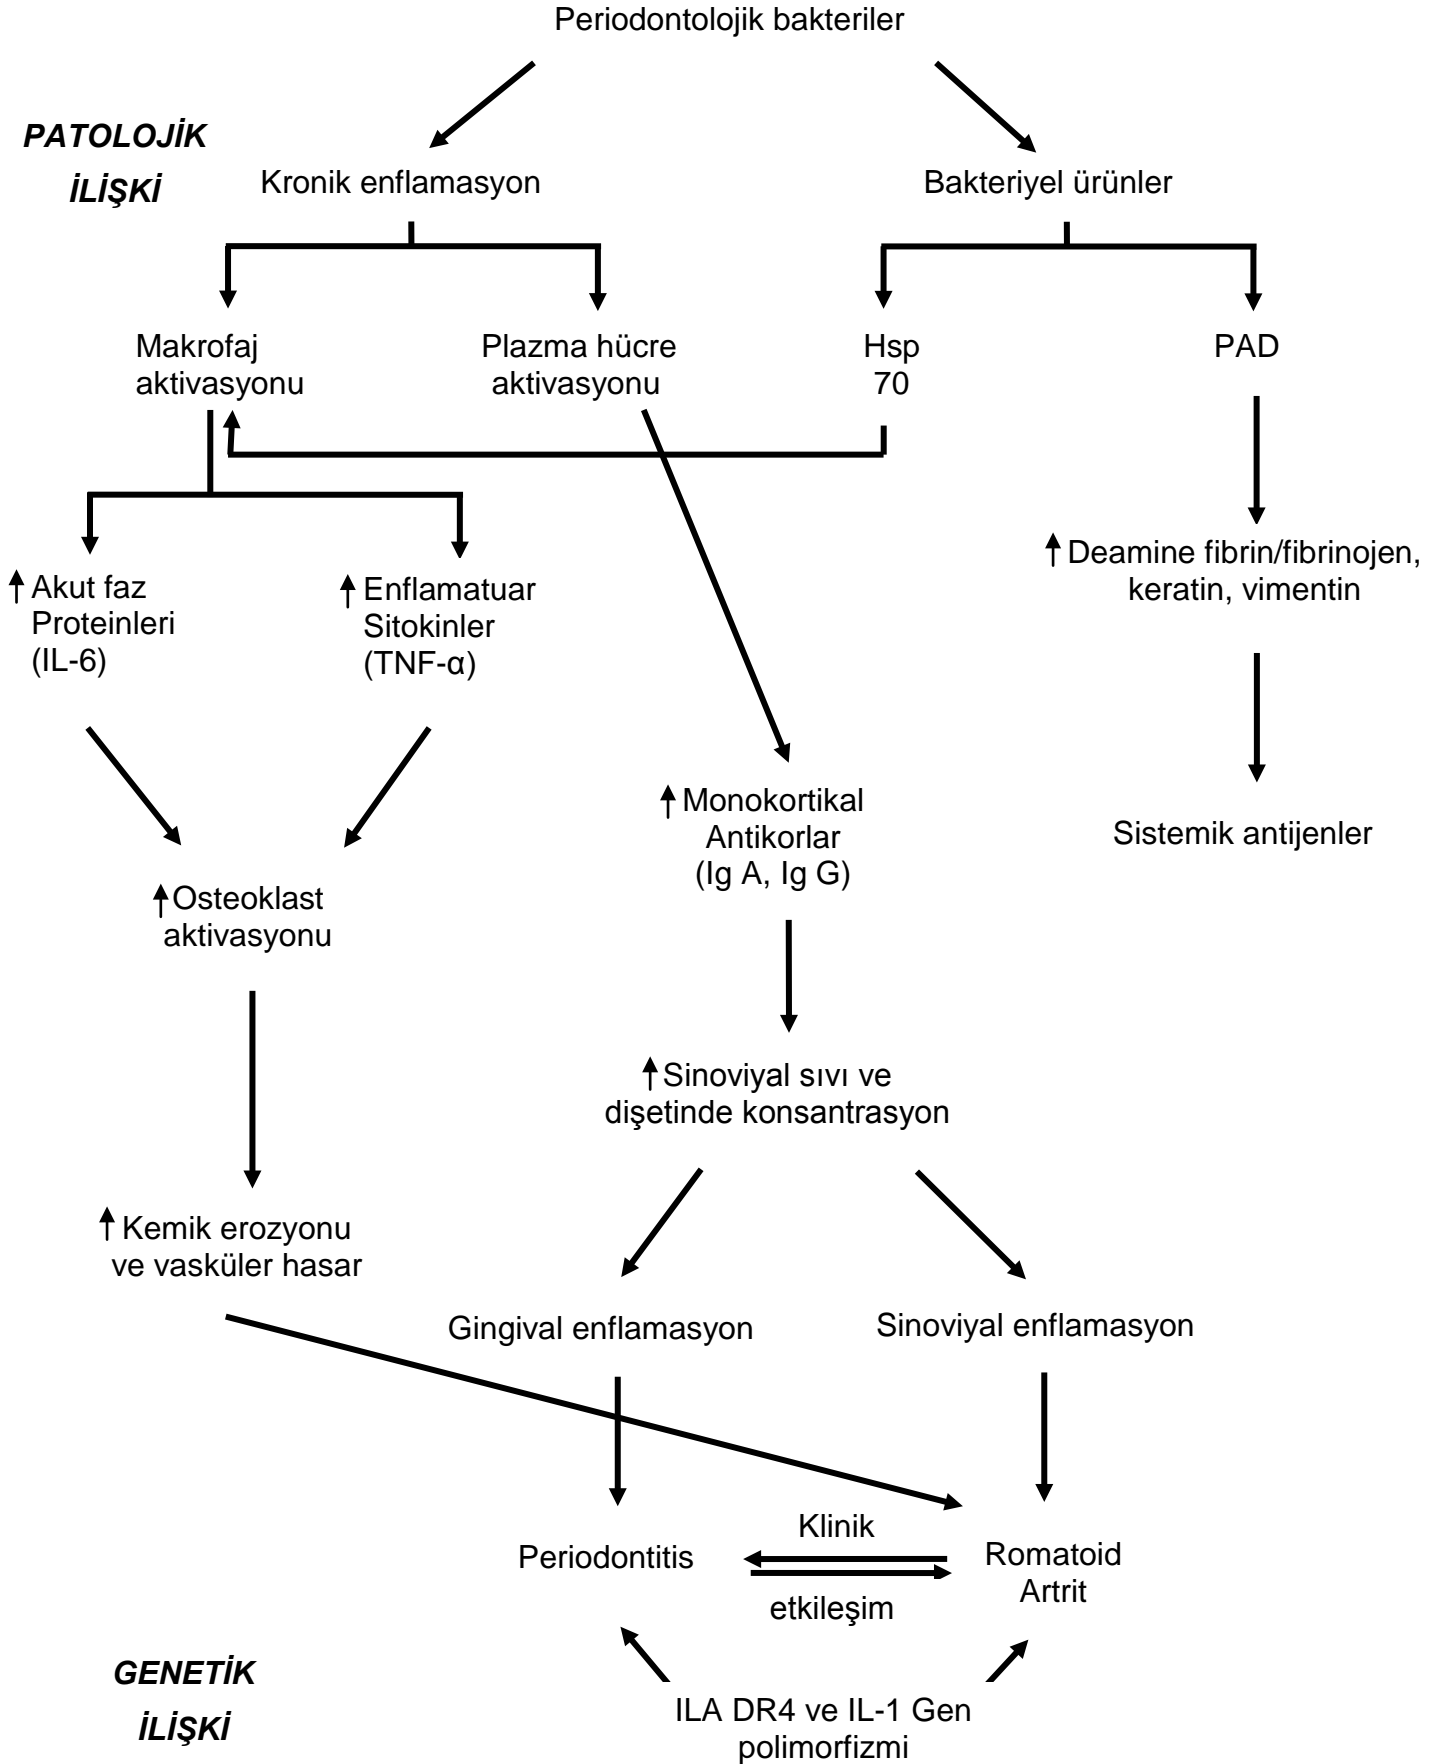 Periodontolojik bakteriler
PATOLOJİK
İLİŞKİ
Kronik enflamasyon
Bakteriyel ürünler
Makrofaj
aktivasyonu
Plazma hücre
aktivasyonu
Hsp
70
PAD
Akut faz
Proteinleri
(IL-6)
Enflamatuar
Sitokinler
(TNF-α)
Deamine fibrin/fibrinojen,
keratin, vimentin
Monokortikal
Antikorlar
(Ig A, Ig G)
Sistemik antijenler
Osteoklast
aktivasyonu
Sinoviyal sıvı ve
dişetinde konsantrasyon
Kemik erozyonu
ve vasküler hasar
Gingival enflamasyon
Sinoviyal enflamasyon
Periodontitis
Klinik
etkileşim
Romatoid
Artrit
GENETİK
İLİŞKİ
ILA DR4 ve IL-1 Gen
polimorfizmi